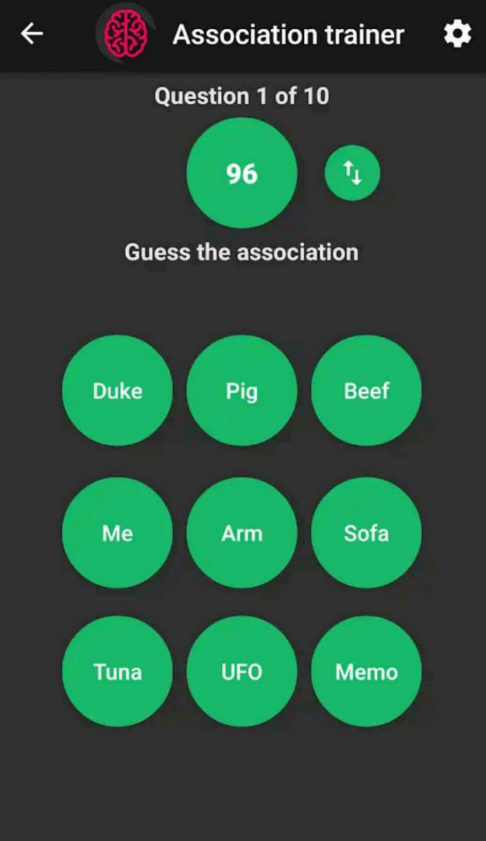 Association trainer
Question 1 of 10
96
Guess the association
Duke Pig Beef
Me Arm Sofa
Tuna UFO Memo